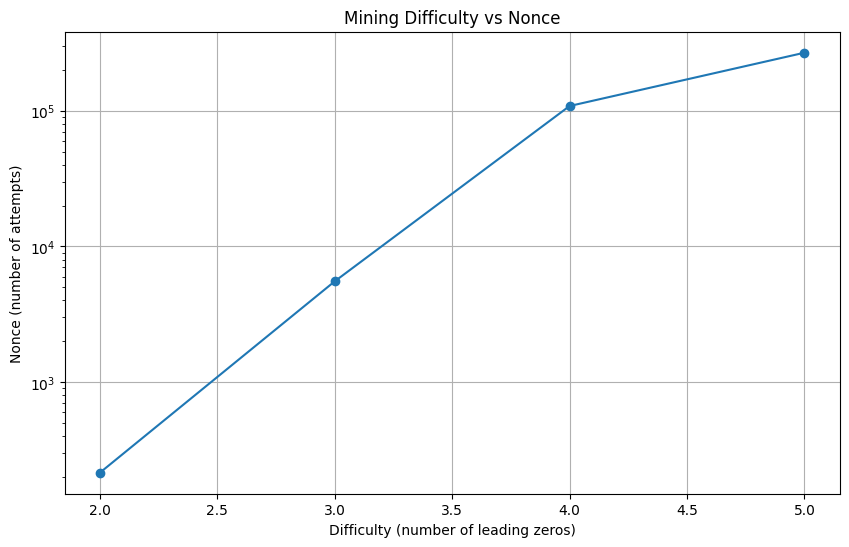 Mining Difficulty vs Nonce
Nonce (number of attempts)
10^5
10^4
10^3
2.0 2.5 3.0 3.5 4.0 4.5 5.0
Difficulty (number of leading zeros)